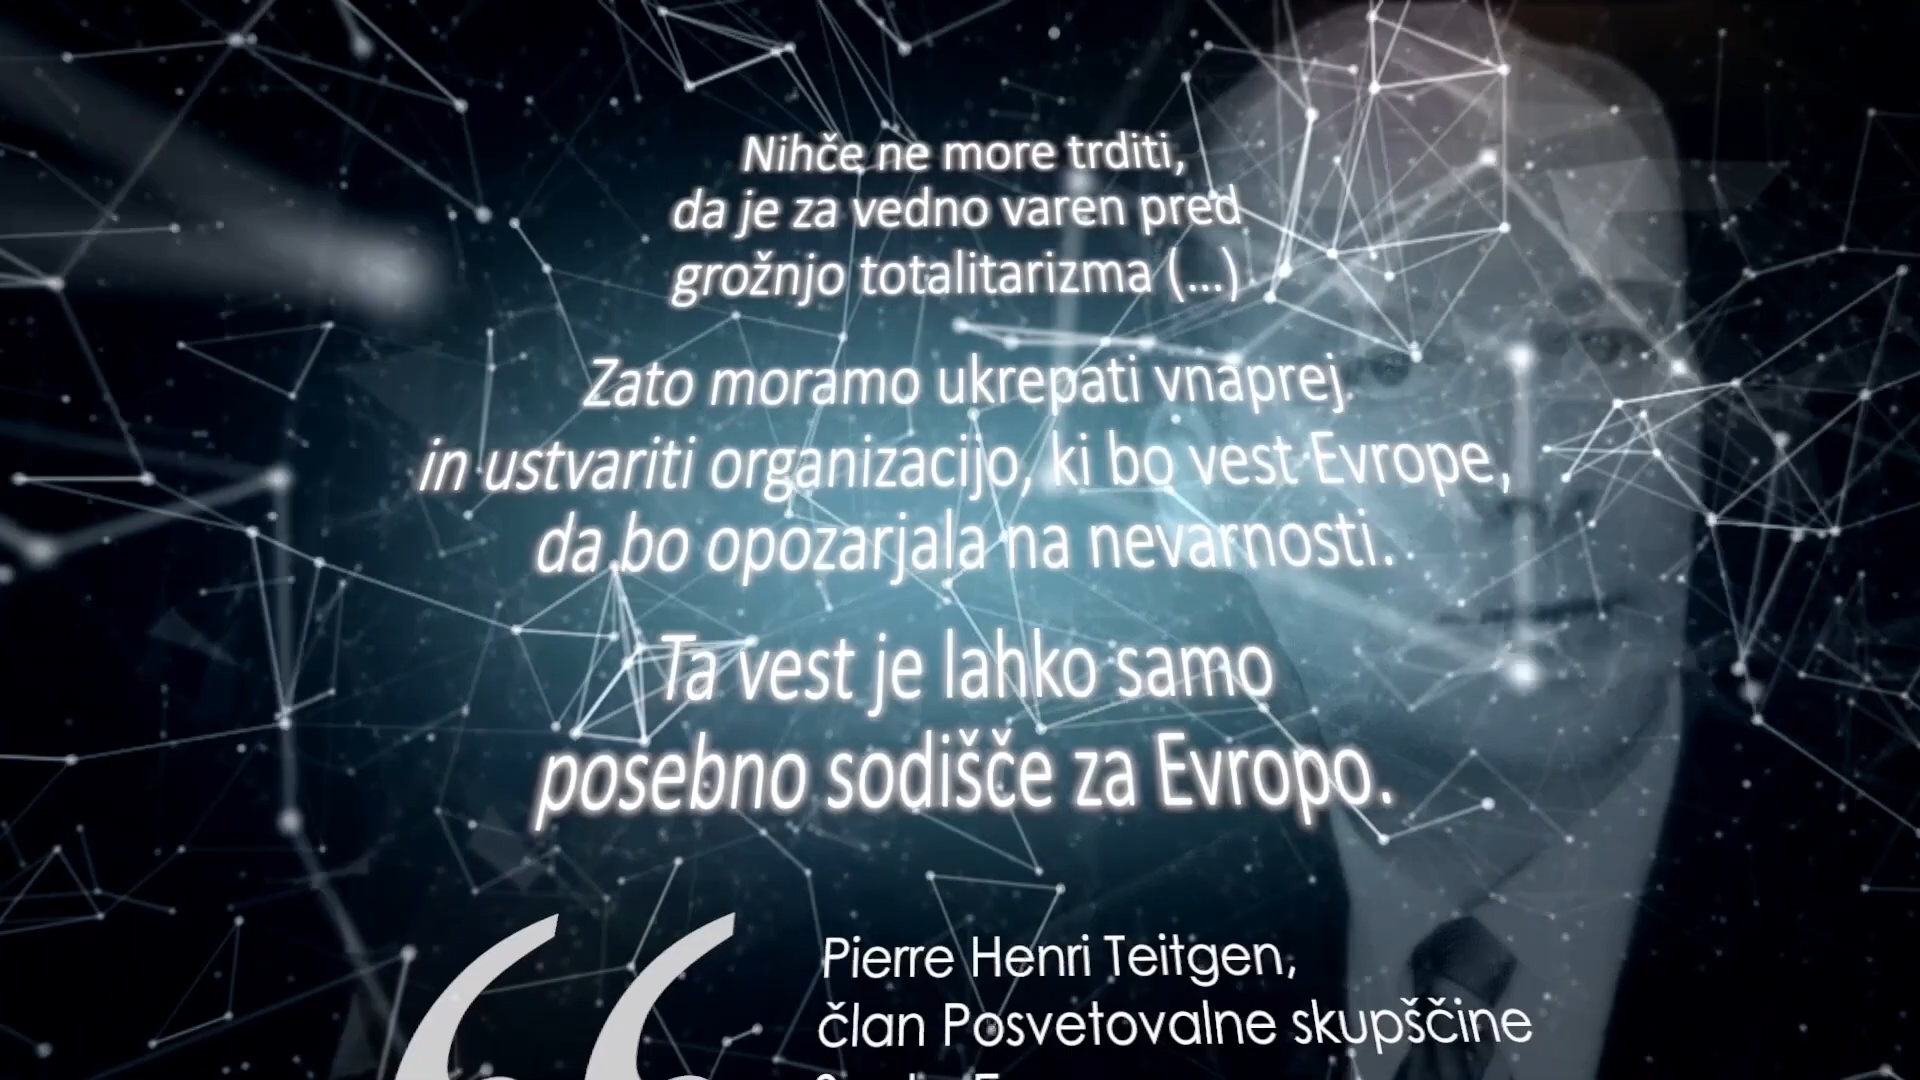 Nihče ne more trditi,
da je za vedno varen pred
grožnjo totalitarizma (...)
Zato moramo ukrepati vnaprej
in ustvariti organizacijo, ki bo vest Evrope,
da bo opozarjala na nevarnosti.
Ta vest je lahko samo
posebno sodišče za Evropo.
Pierre Henri Teitgen,
član Posvetovalne skupščine